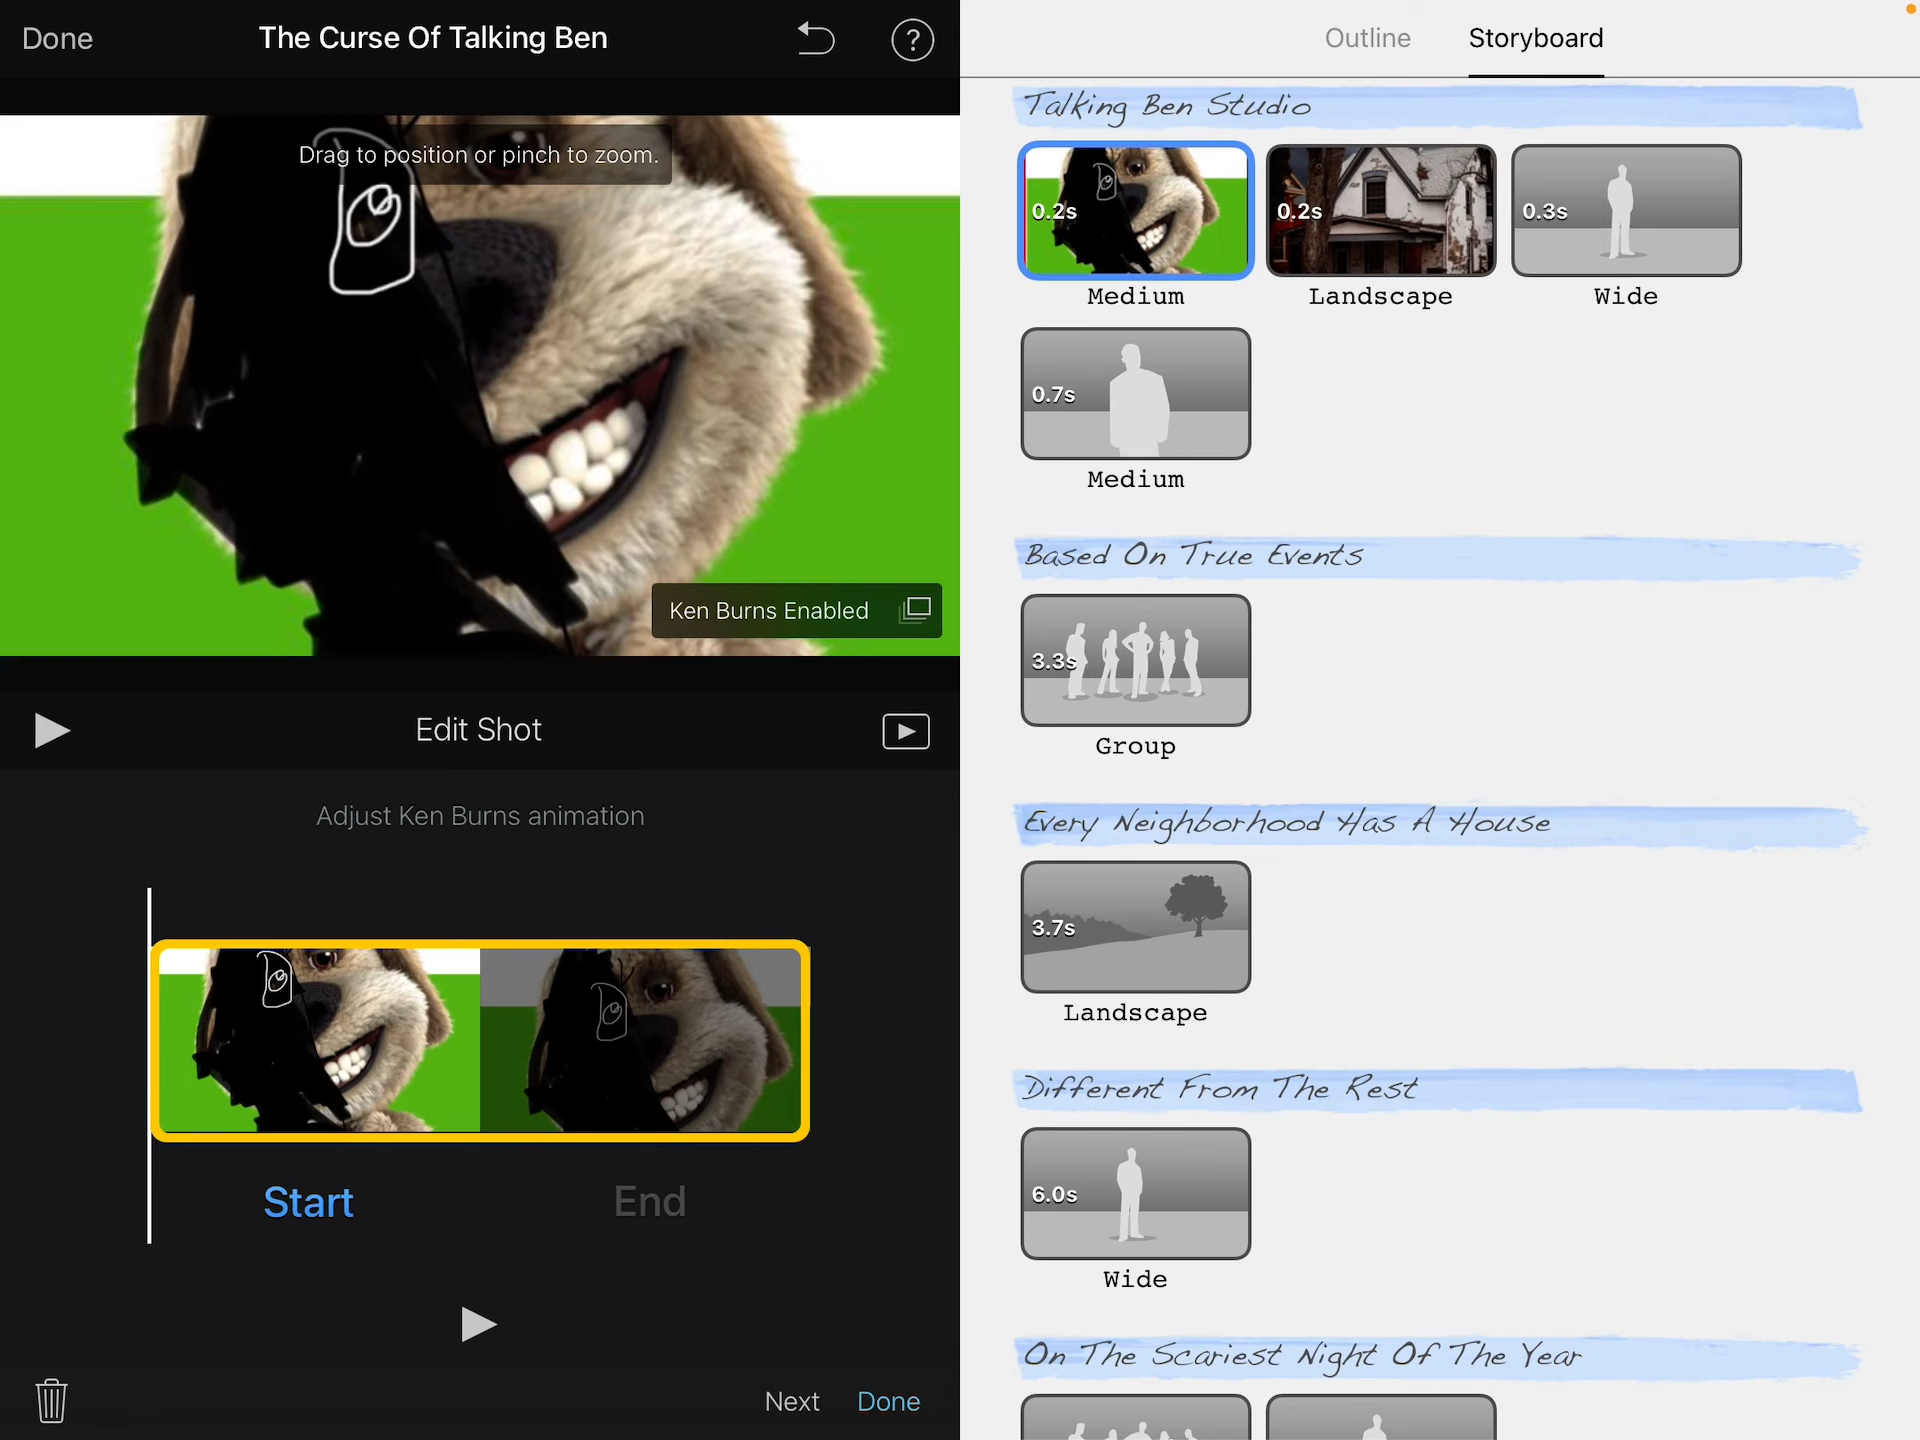 Done
The Curse Of Talking Ben
?
Drag to position or pinch to zoom.
Ken Burns Enabled
Edit Shot
Adjust Ken Burns animation
Start
End
Next
Done
Outline
Storyboard
Talking Ben Studio
0.2s
0.2s
0.3s
Medium
Landscape
Wide
0.7s
Medium
Based On True Events
3.3s
Group
Every Neighborhood Has A House
3.7s
Landscape
Different From The Rest
6.0s
Wide
On The Scariest Night Of The Year